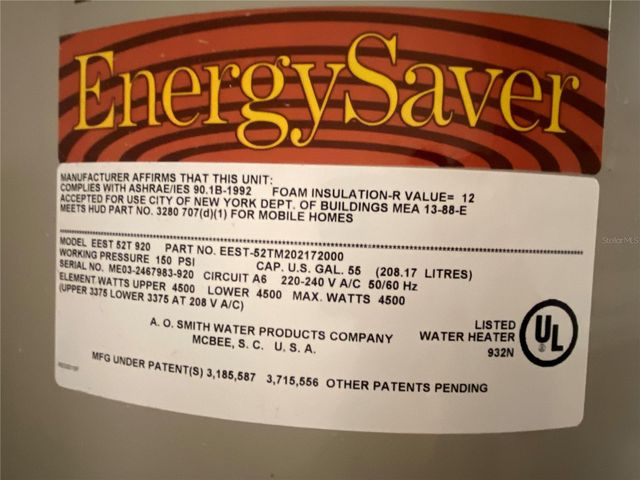 EnergySaver
MANUFACTURER AFFIRMS THAT THIS UNIT:
COMPLIES WITH ASHRAE/IES 90.1B-1992 FOAM INSULATION-R VALUE= 12
ACCEPTED FOR USE CITY OF NEW YORK DEPT. OF BUILDINGS MEA 13-88-E
MEETS HUD PART NO. 3280 707(d)(1) FOR MOBILE HOMES
MODEL EEST 52T 920 PART NO. EEST-52TM202172000
WORKING PRESSURE 150 PSI CAP. U.S. GAL. 55 (208.17 LITRES)
SERIAL NO. ME03-2467983-920 CIRCUIT A6 220-240 V A/C 50/60 Hz
ELEMENT WATTS UPPER 4500 LOWER 4500 MAX. WATTS 4500
(UPPER 3375 LOWER 3375 AT 208 V A/C)
A. O. SMITH WATER PRODUCTS COMPANY
MCBEE, S. C. U. S. A.
LISTED
WATER HEATER
932N
UL
MFG UNDER PATENT(S) 3,185,587 3,715,556 OTHER PATENTS PENDING
StellarMLS